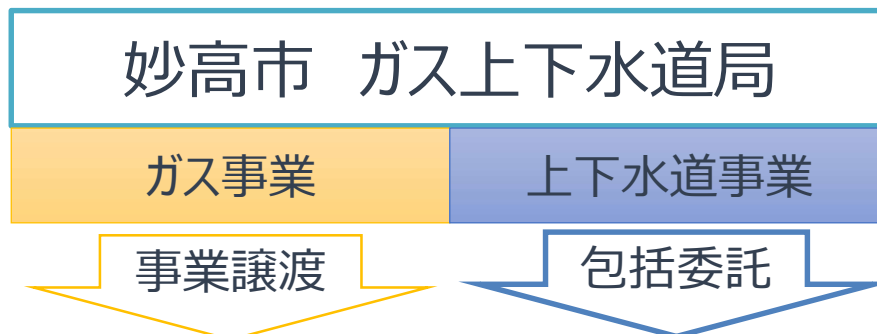 妙高市 ガス上下水道局
ガス事業
上下水道事業
事業譲渡
包括委託